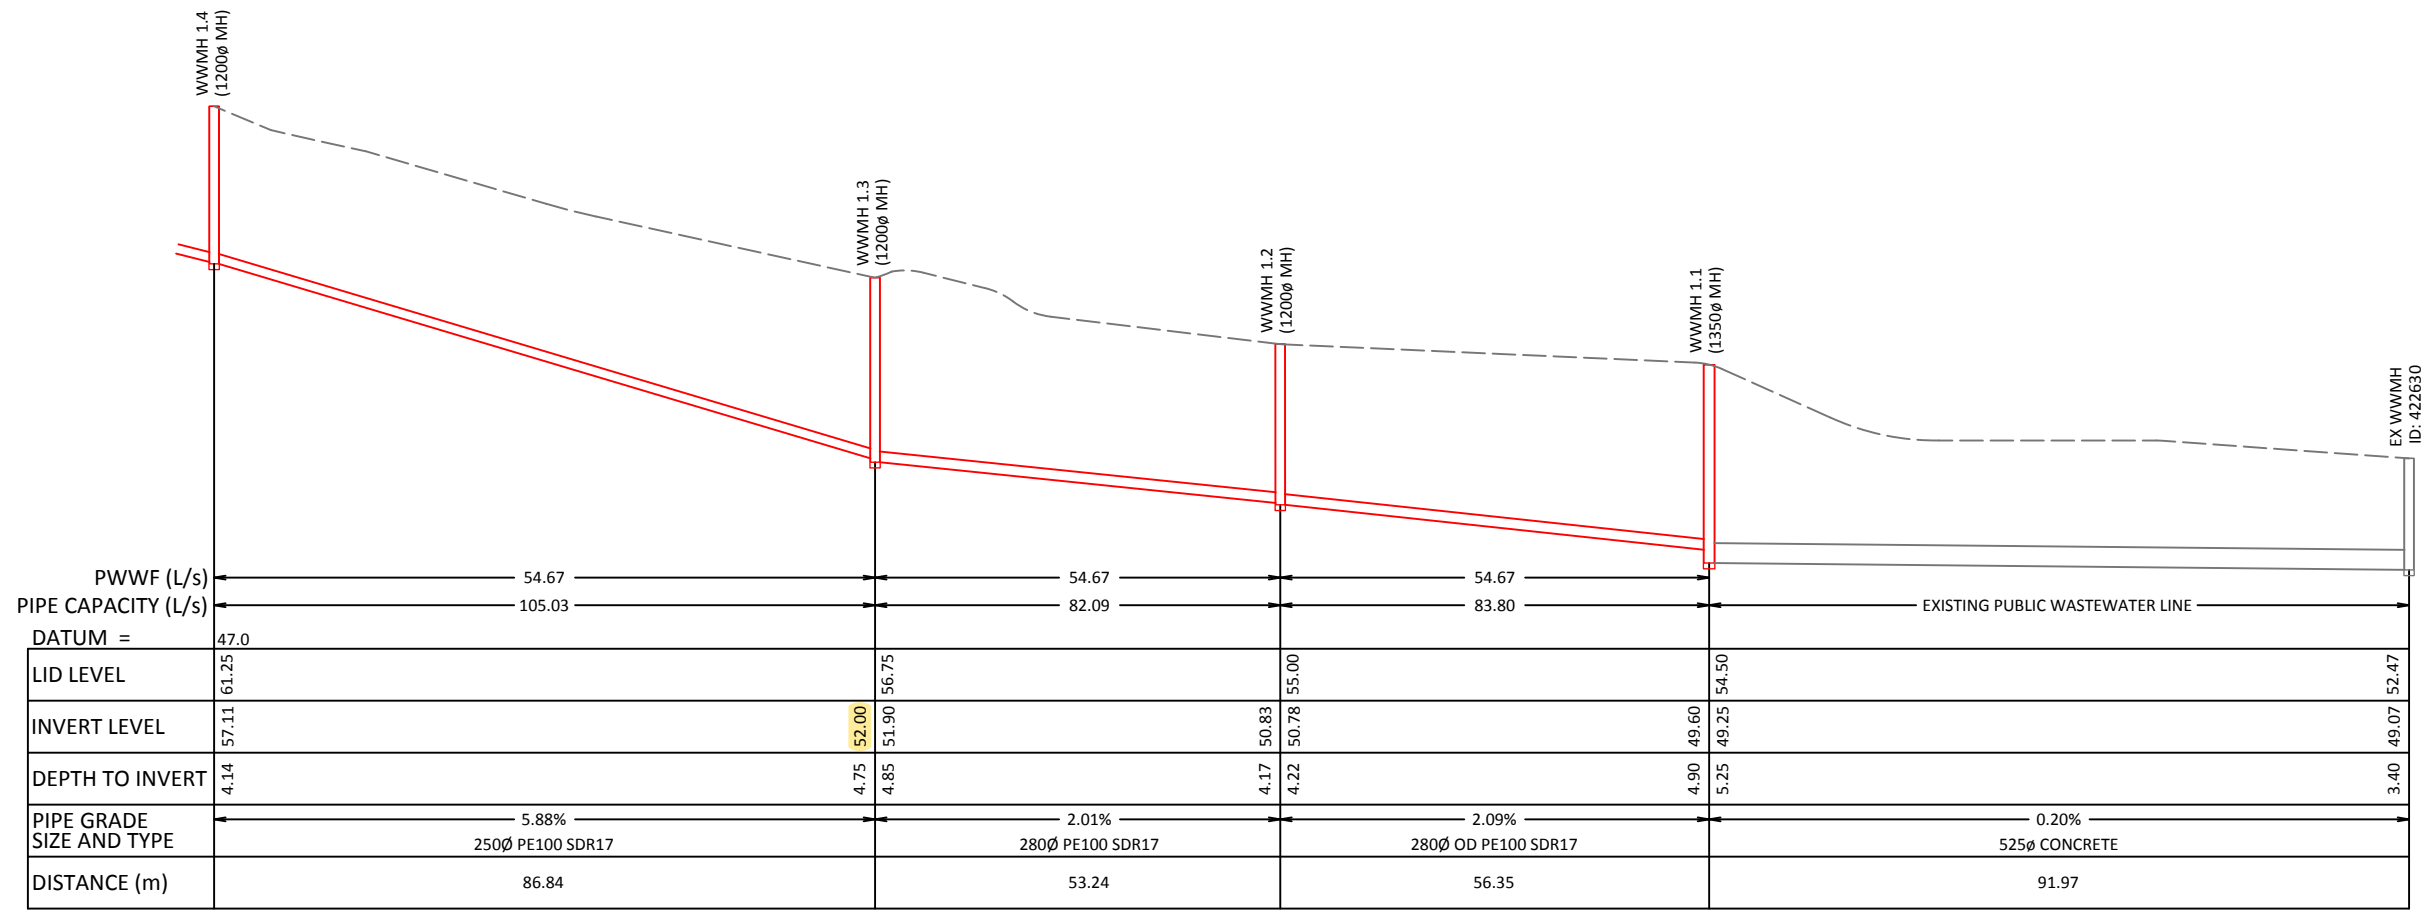 WWMH 1.4
(1200ø MH)
WWMH 1.3
(1200ø MH)
WWMH 1.2
(1200ø MH)
WWMH 1.1
(1350ø MH)
EX WWMH
ID: 422630
PWWF (L/s) 54.67 54.67 54.67
PIPE CAPACITY (L/s) 105.03 82.09 83.80 EXISTING PUBLIC WASTEWATER LINE
DATUM = 47.0
LID LEVEL 61.25 56.75 55.00 54.50 52.47
INVERT LEVEL 57.11 52.00 51.90 50.83 50.78 49.60 49.25 49.07
DEPTH TO INVERT 4.14 4.75 4.85 4.17 4.22 4.90 5.25 3.40
PIPE GRADE 5.88% 2.01% 2.09% 0.20%
SIZE AND TYPE 250Ø PE100 SDR17 280Ø PE100 SDR17 280Ø OD PE100 SDR17 525ø CONCRETE
DISTANCE (m) 86.84 53.24 56.35 91.97